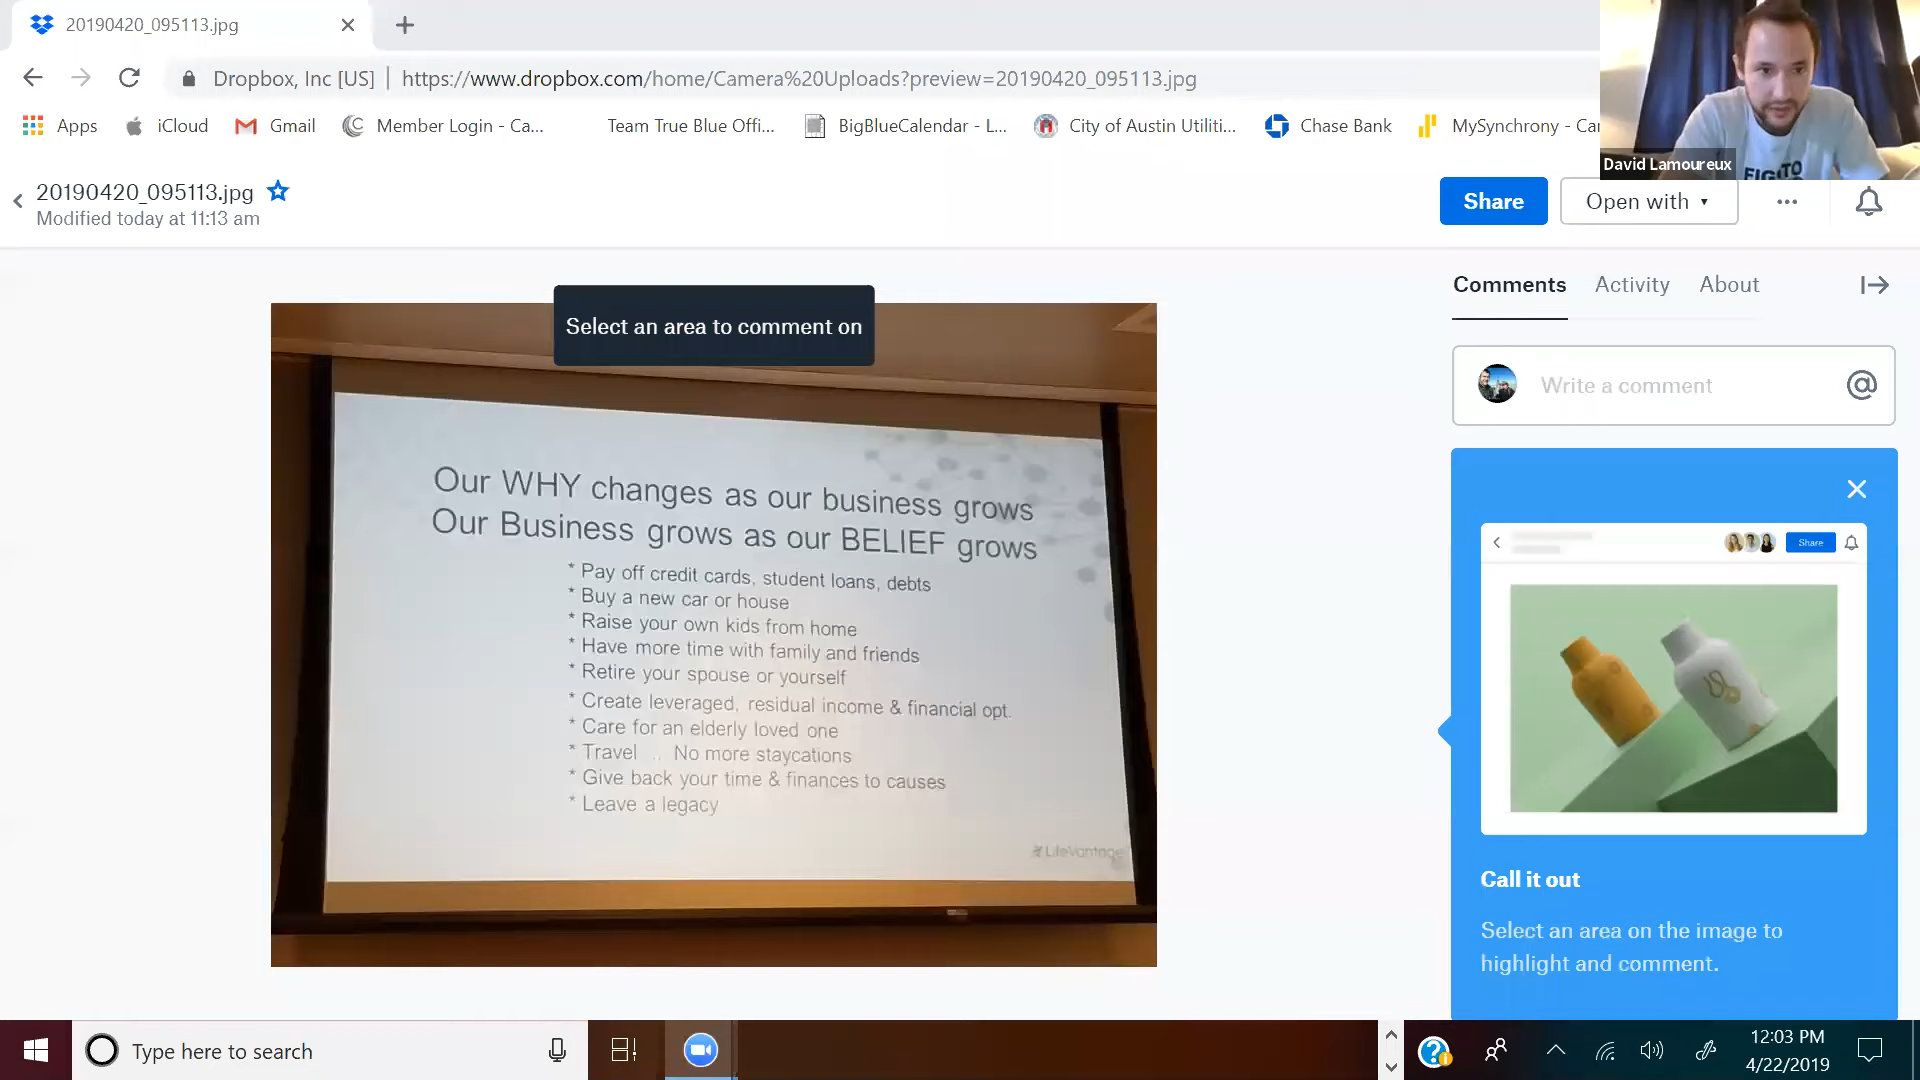 20190420_095113.jpg
Dropbox, Inc [US] | https://www.dropbox.com/home/Camera%20Uploads?preview=20190420_095113.jpg
Apps iCloud Gmail Member Login - Ca... Team True Blue Offi... BigBlueCalendar - L... City of Austin Utiliti... Chase Bank MySynchrony - Car
David Lamoureux
20190420_095113.jpg
Modified today at 11:13 am
Share Open with
Comments Activity About
Write a comment
Select an area to comment on
Our WHY changes as our business grows
Our Business grows as our BELIEF grows
* Pay off credit cards, student loans, debts
* Buy a new car or house
* Raise your own kids from home
* Have more time with family and friends
* Retire your spouse or yourself
* Create leveraged, residual income & financial opt.
* Care for an elderly loved one
* Travel ... No more staycations
* Give back your time & finances to causes
* Leave a legacy
LifeVantage
Share
Call it out
Select an area on the image to
highlight and comment.
Type here to search
12:03 PM
4/22/2019